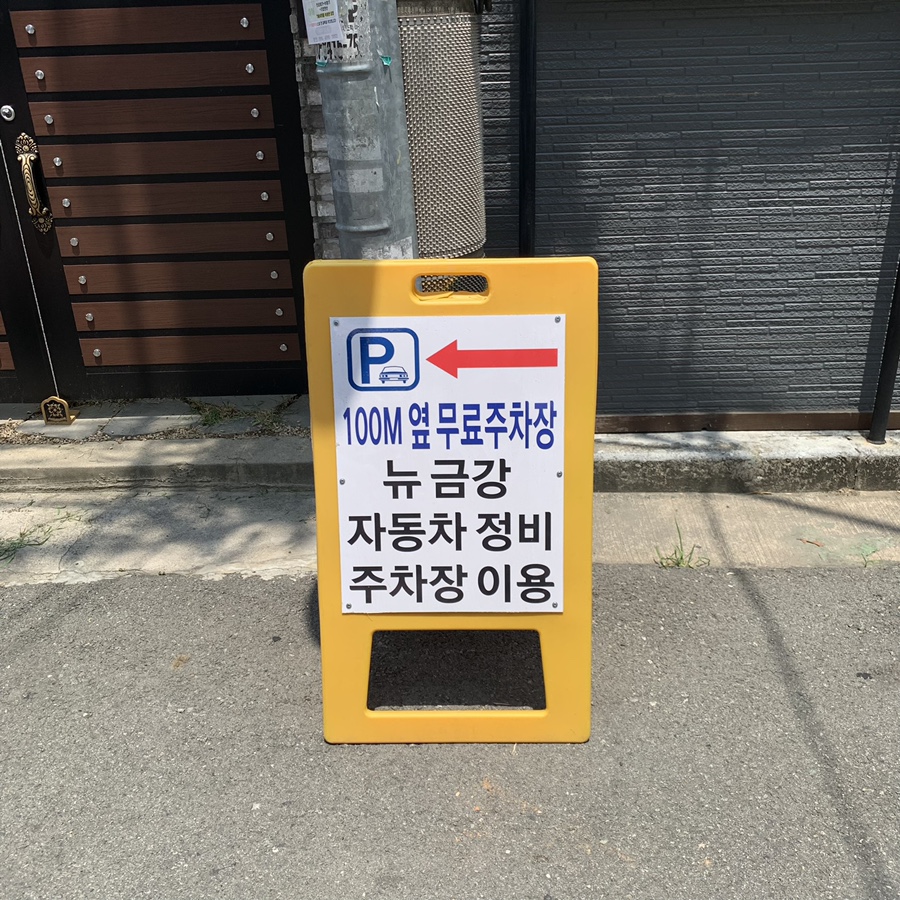 P
100M 옆 무료주차장
뉴 금강
자동차 정비
주차장 이용